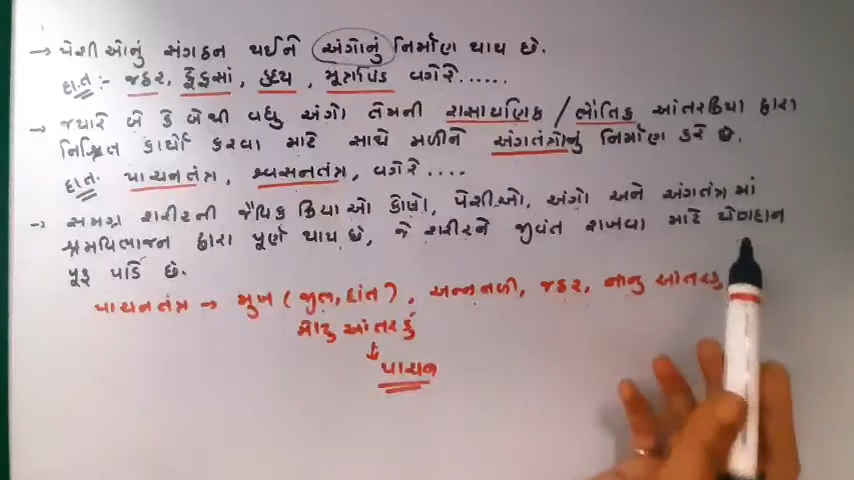 → પેશીઓનું સંગઠન થઈને અંગોનું નિર્માણ થાય છે.
દા.ત :- જઠર, ફેફસાં, હૃદય, મૂત્રપિંડ વગેરે.....
→ જ્યારે બે કે બેથી વધુ અંગો તેમની રાસાયણિક / ભૌતિક આંતરક્રિયા દ્વારા
નિશ્ચિત કાર્યો કરવા માટે સાથે મળીને અંગતંત્રોનું નિર્માણ કરે છે.
દા.ત. પાચનતંત્ર, શ્વસનતંત્ર, વગેરે....
→ સમગ્ર શરીરની જૈવિક ક્રિયાઓ કોષો, પેશીઓ, અંગો અને અંગતંત્રમાં
શ્રમવિભાજન દ્વારા પૂર્ણ થાય છે, જે શરીરને જીવંત રાખવા માટે યોગદાન
પૂરૂ પાડે છે.
પાચનતંત્ર → મુખ (જીભ, દાંત), અન્નનળી, જઠર, નાનુ આંતરડુ
મોટુ આંતરડું
↓
પાચન